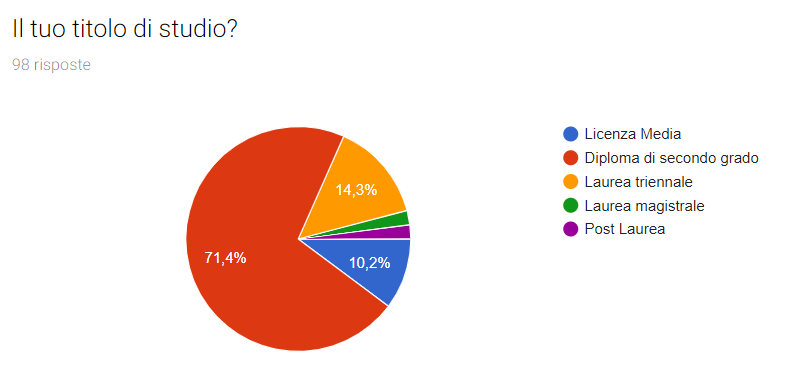 Il tuo titolo di studio?
98 risposte
Licenza Media
Diploma di secondo grado
Laurea triennale
Laurea magistrale
Post Laurea
14,3%
71,4%
10,2%